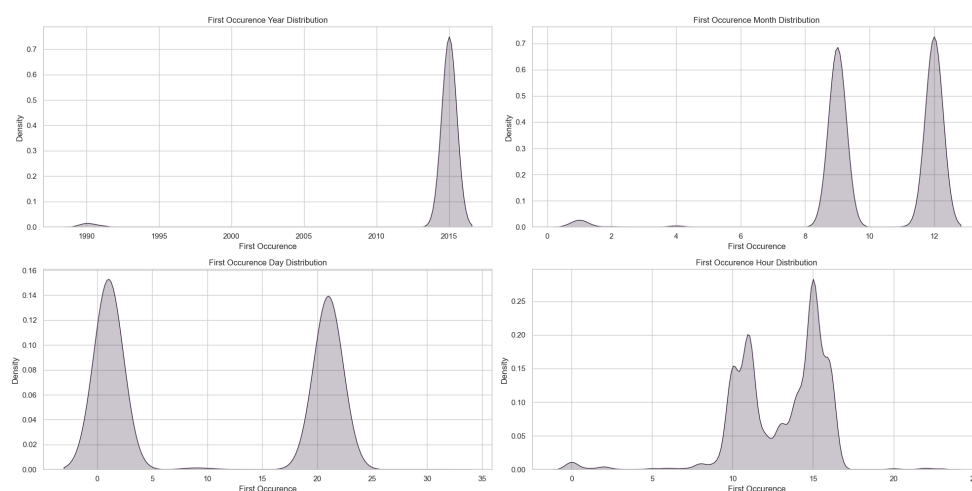 First Occurence Year Distribution
0.7
0.6
0.5
0.4
0.3
0.2
0.1
0.0
Density
1990 1995 2000 2005 2010 2015
First Occurence
First Occurence Month Distribution
0.7
0.6
0.5
0.4
0.3
0.2
0.1
0.0
Density
0 2 4 6 8 10 12
First Occurence
First Occurence Day Distribution
0.16
0.14
0.12
0.10
0.08
0.06
0.04
0.02
0.00
Density
0 5 10 15 20 25 30 35
First Occurence
First Occurence Hour Distribution
0.25
0.20
0.15
0.10
0.05
0.00
Density
0 5 10 15 20
First Occurence